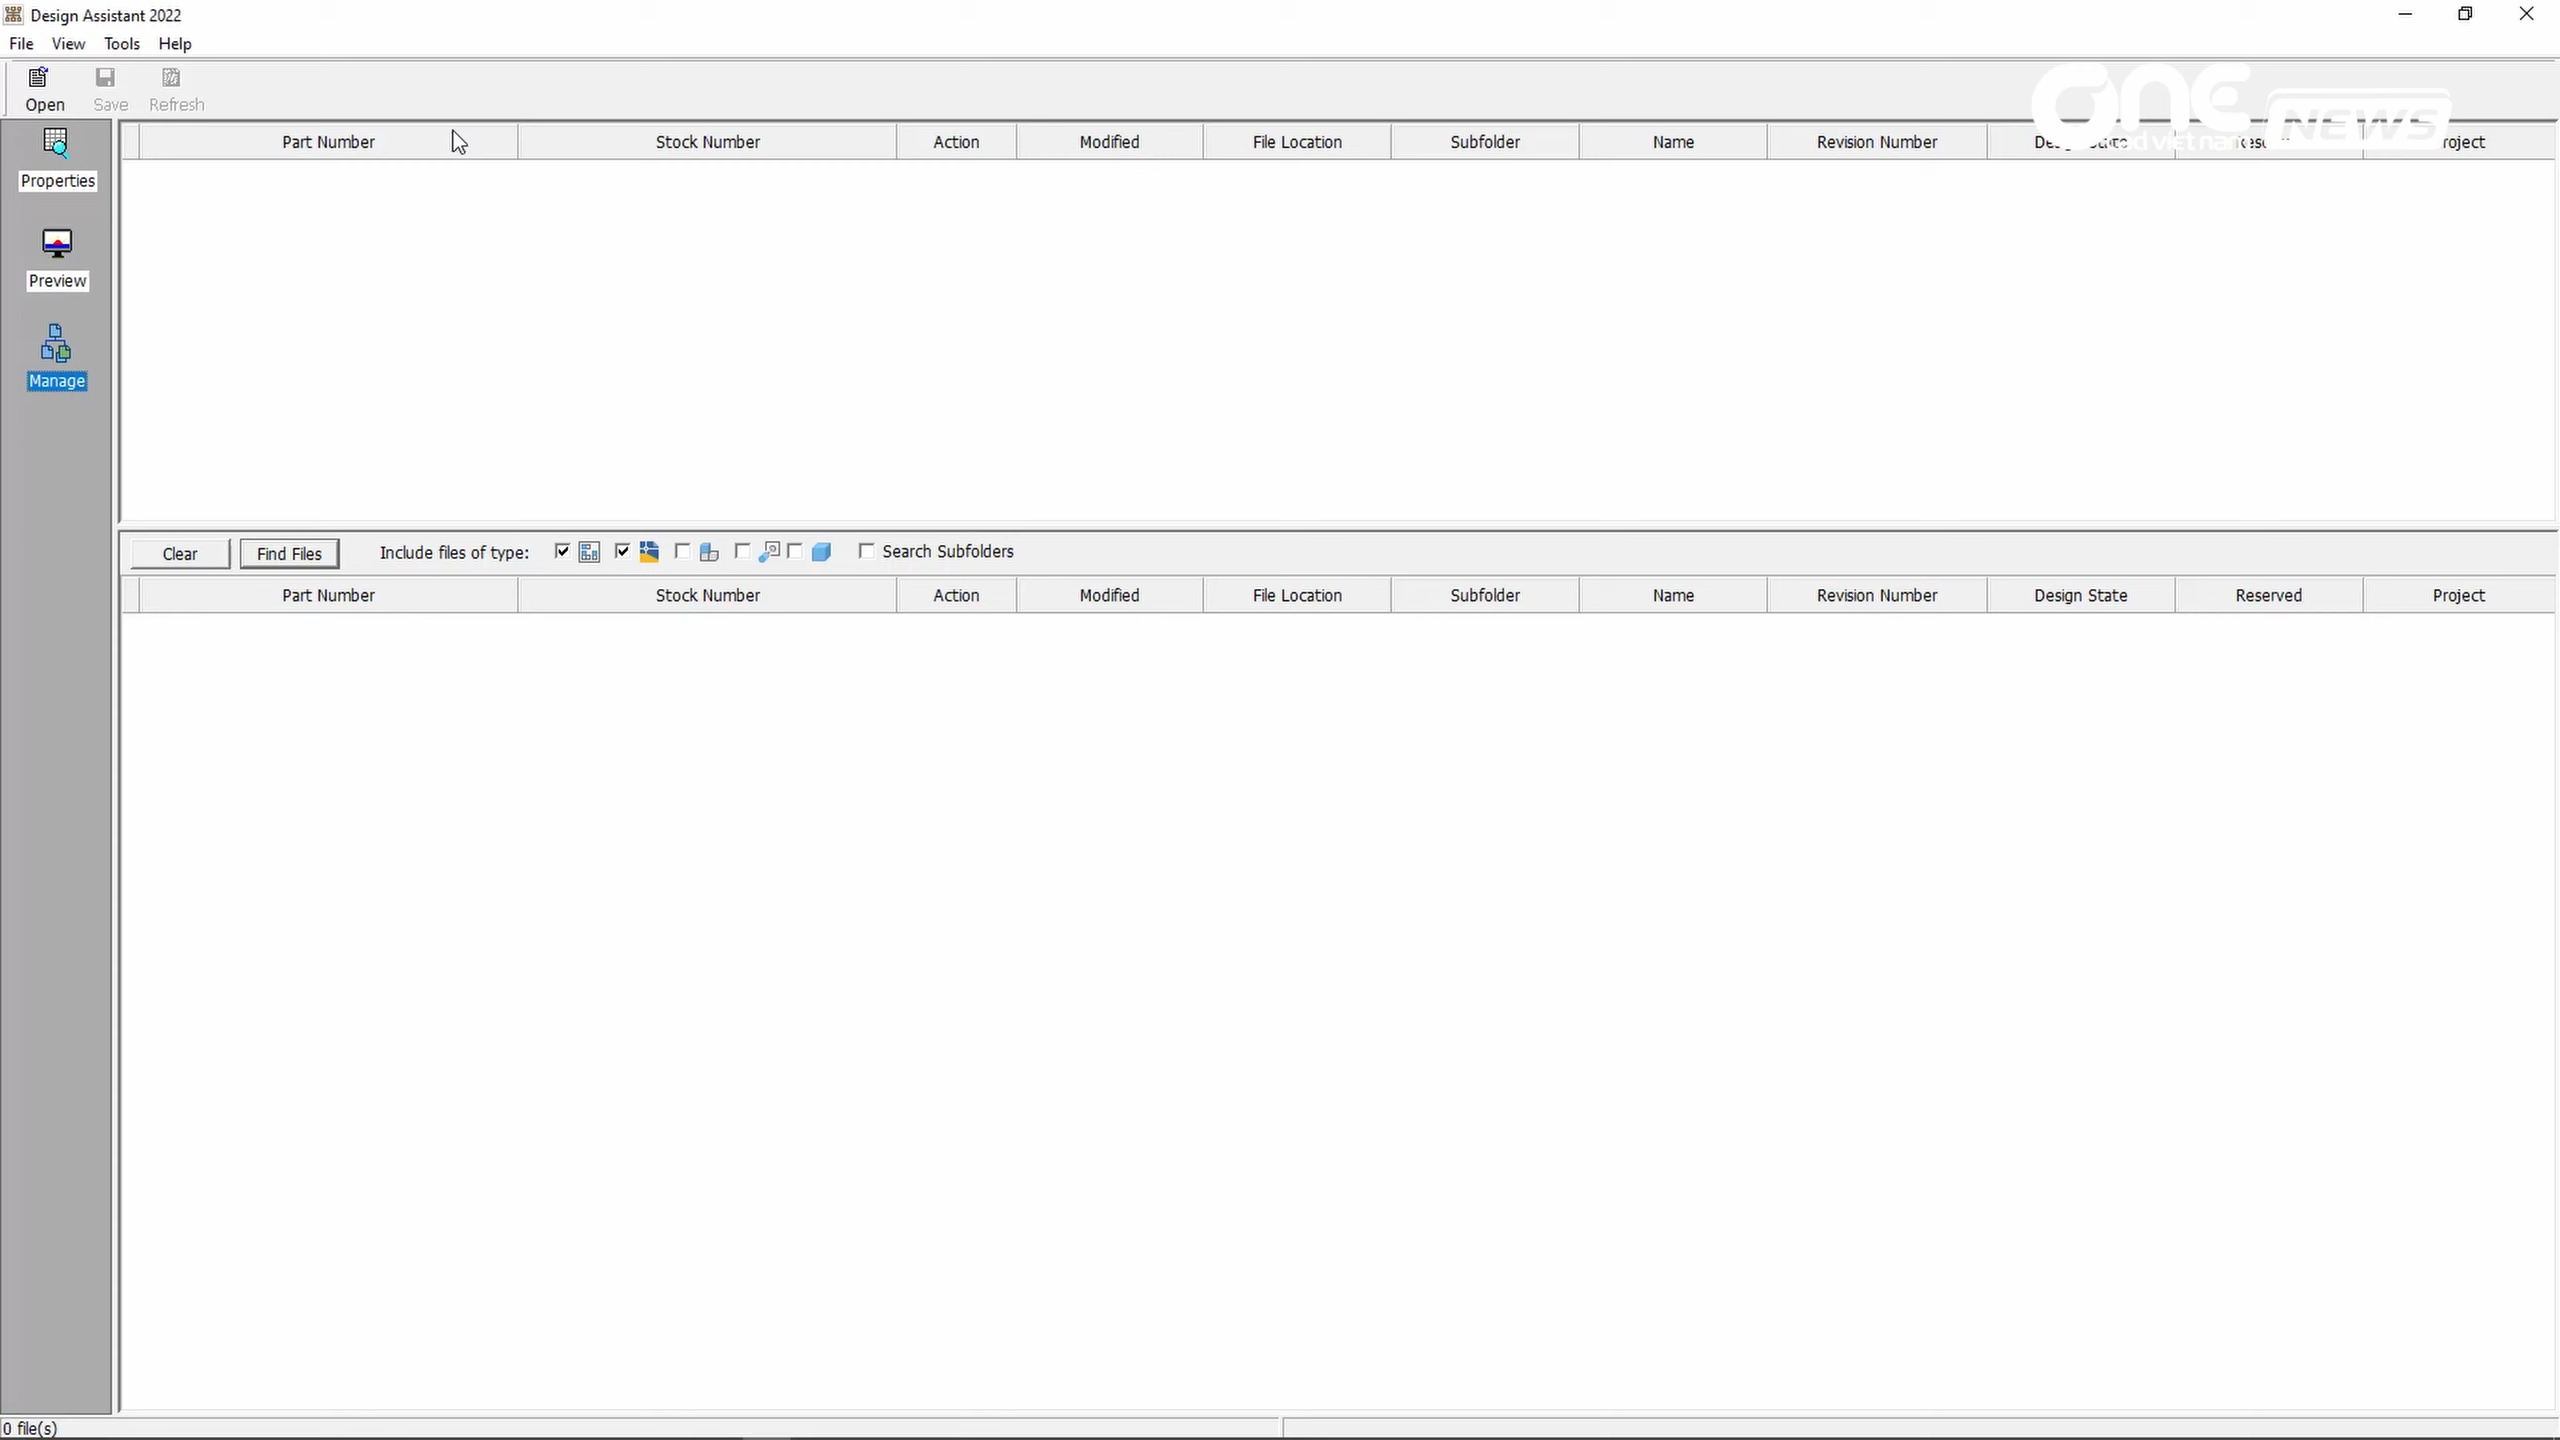 Design Assistant 2022
File View Tools Help
Open Save Refresh
one
NEWS
Part Number Stock Number Action Modified File Location Subfolder Name Revision Number
Properties
Preview
Manage
Clear Find Files Include files of type: Search Subfolders
Part Number Stock Number Action Modified File Location Subfolder Name Revision Number Design State Reserved Project
0 file(s)